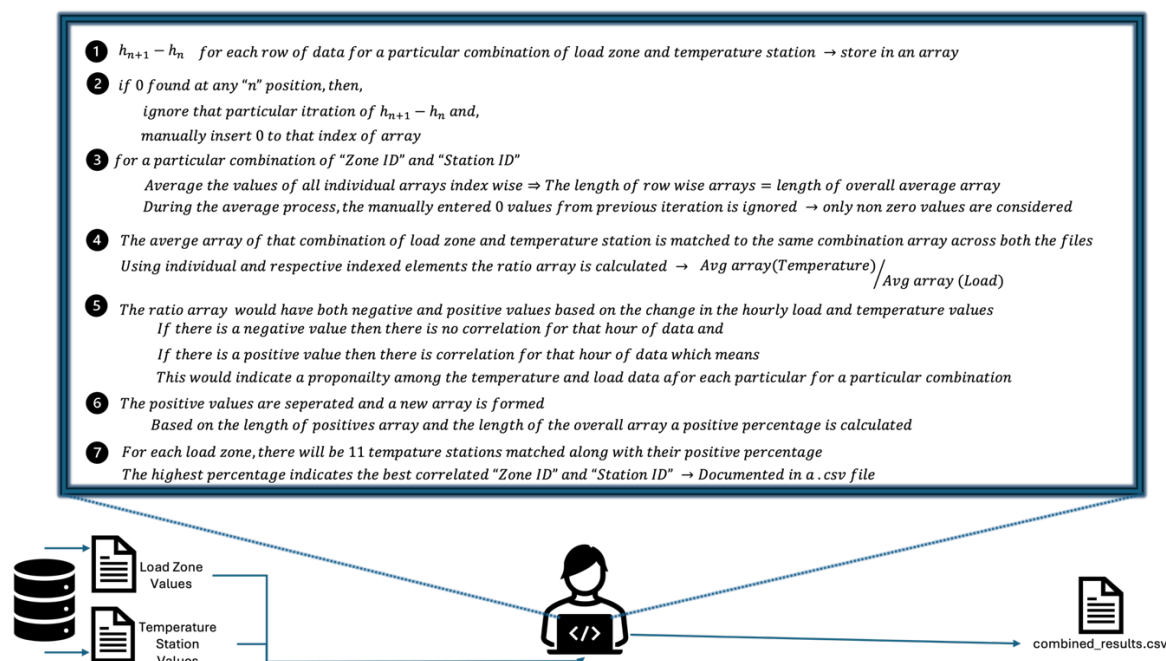 1 hₙ₊₁ − hₙ for each row of data for a particular combination of load zone and temperature station → store in an array
2 if 0 found at any “n” position, then,
ignore that particular itration of hₙ₊₁ − hₙ and,
manually insert 0 to that index of array
3 for a particular combination of “Zone ID” and “Station ID”
Average the values of all individual arrays index wise ⇒ The length of row wise arrays = length of overall average array
During the average process, the manually entered 0 values from previous iteration is ignored → only non zero values are considered
4 The averge array of that combination of load zone and temperature station is matched to the same combination array across both the files
Using individual and respective indexed elements the ratio array is calculated → Avg array(Temperature)/Avg array (Load)
5 The ratio array would have both negative and positive values based on the change in the hourly load and temperature values
If there is a negative value then there is no correlation for that hour of data and
If there is a positive value then there is correlation for that hour of data which means
This would indicate a proponailty among the temperature and load data afor each particular for a particular combination
6 The positive values are seperated and a new array is formed
Based on the length of positives array and the length of the overall array a positive percentage is calculated
7 For each load zone, there will be 11 tempature stations matched along with their positive percentage
The highest percentage indicates the best correlated “Zone ID” and “Station ID” → Documented in a .csv file
Load Zone
Values
Temperature
Station
Values
</>
combined_results.csv